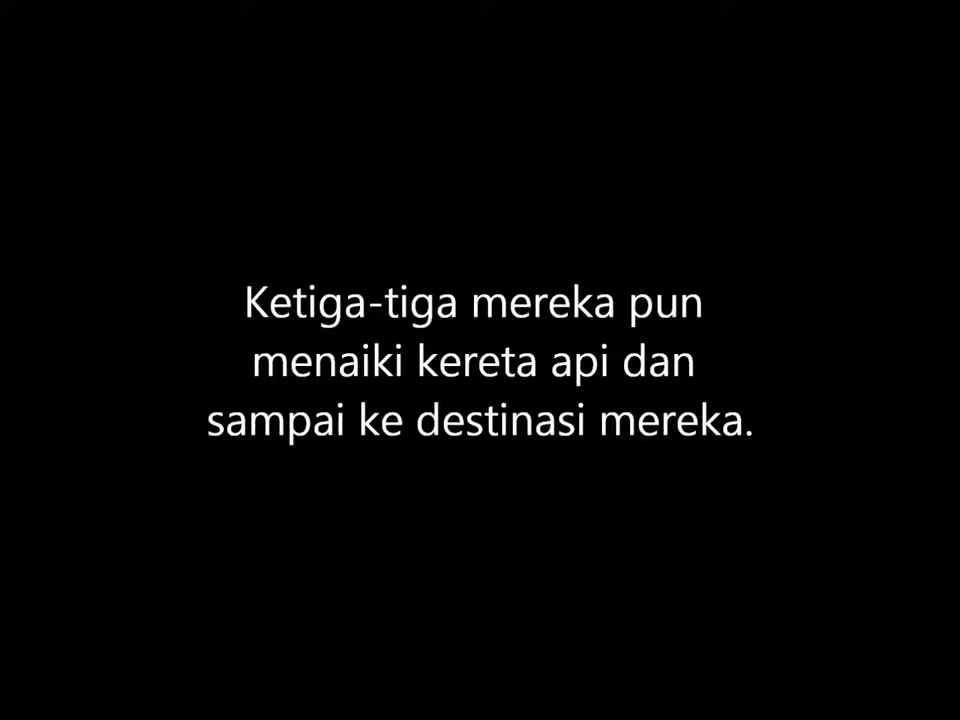 Ketiga-tiga mereka pun
menaiki kereta api dan
sampai ke destinasi mereka.